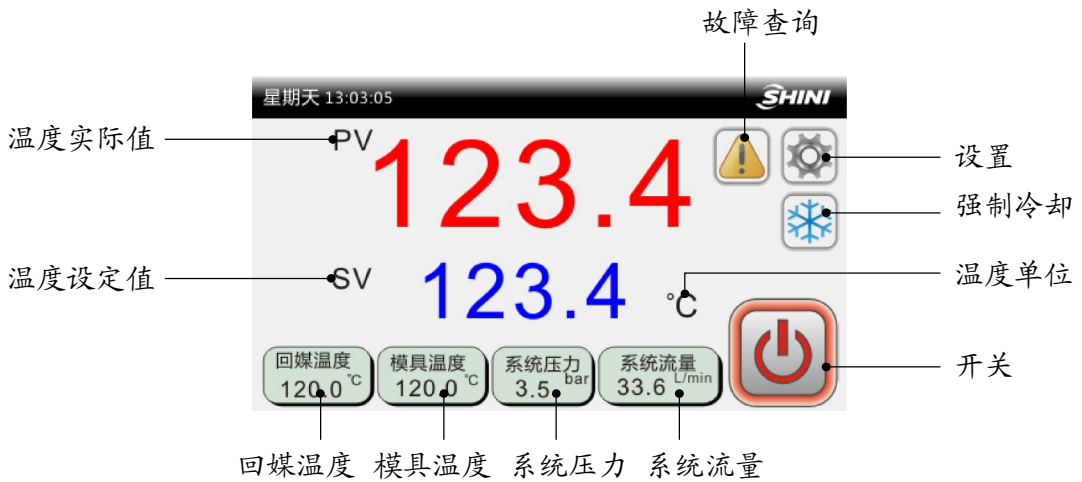 故障查询
星期天 13:03:05
SHINI
温度实际值
PV
123.4
设置
强制冷却
温度设定值
SV
123.4
℃
温度单位
回媒温度
120.0 ℃
模具温度
120.0 ℃
系统压力
3.5 bar
系统流量
33.6 L/min
开关
回媒温度 模具温度 系统压力 系统流量